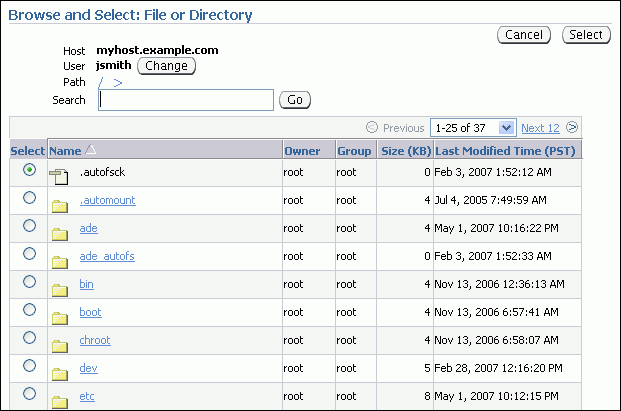 Browse and Select: File or Directory
Cancel Select
Host myhost.example.com
User jsmith Change
Path / >
Search Go
Previous 1-25 of 37 Next 12
Select Name Owner Group Size (KB) Last Modified Time (PST)
.autofsck root root 0 Feb 3, 2007 1:52:12 AM
.automount root root 4 Jul 4, 2005 7:49:59 AM
ade root root 4 May 1, 2007 10:16:22 PM
ade_autofs root root 0 Feb 3, 2007 1:52:33 AM
bin root root 4 Nov 13, 2006 12:36:13 AM
boot root root 4 Nov 13, 2006 6:57:41 AM
chroot root root 4 Nov 13, 2006 6:58:07 AM
dev root root 5 Feb 28, 2007 12:16:20 PM
etc root root 8 May 1, 2007 10:12:15 PM